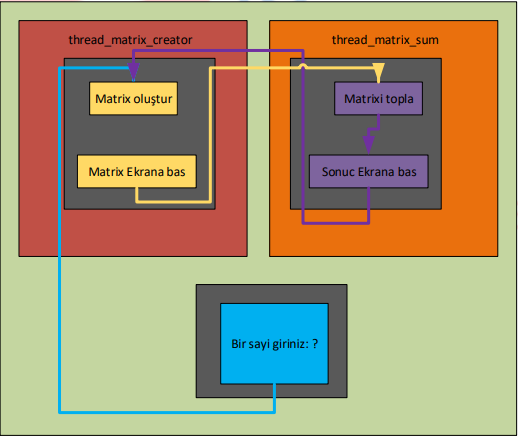 thread_matrix_creator
thread_matrix_sum
Matrix oluştur
Matrixi topla
Matrix Ekrana bas
Sonuc Ekrana bas
Bir sayi giriniz: ?